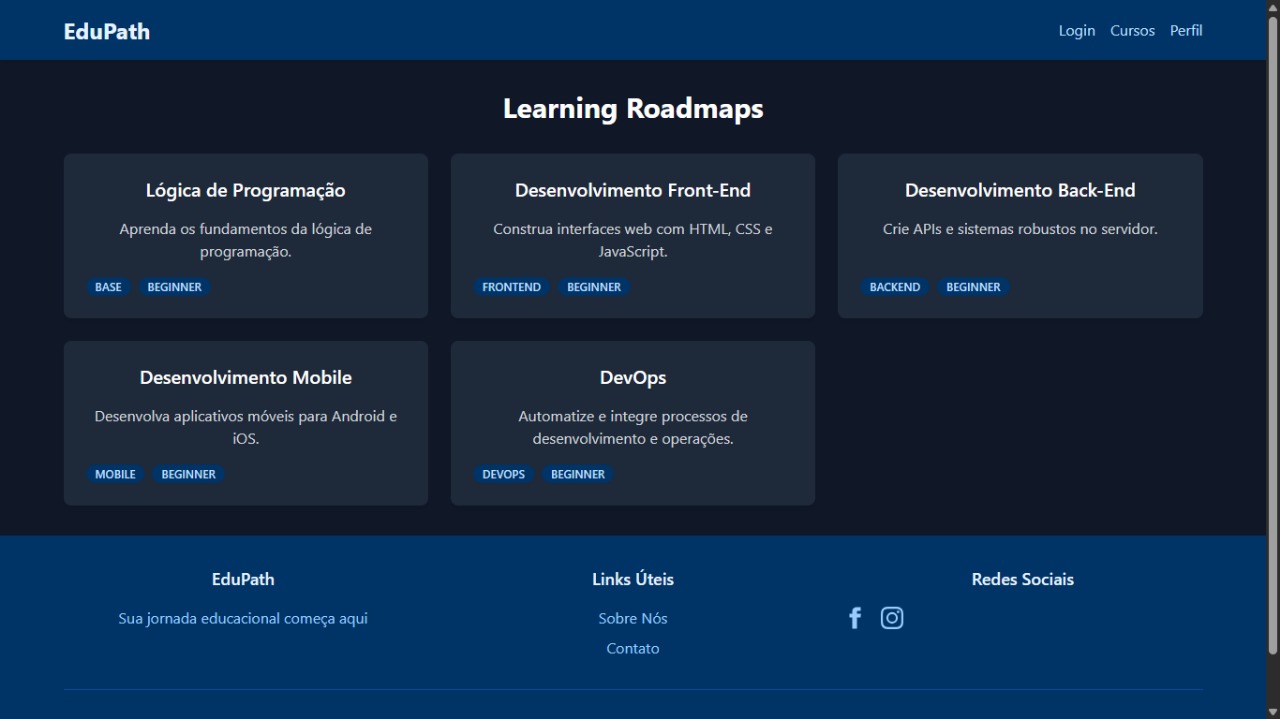 EduPath
Login Cursos Perfil
Learning Roadmaps
Lógica de Programação
Aprenda os fundamentos da lógica de
programação.
BASE BEGINNER
Desenvolvimento Front-End
Construa interfaces web com HTML, CSS e
JavaScript.
FRONTEND BEGINNER
Desenvolvimento Back-End
Crie APIs e sistemas robustos no servidor.
BACKEND BEGINNER
Desenvolvimento Mobile
Desenvolva aplicativos móveis para Android e
iOS.
MOBILE BEGINNER
DevOps
Automatize e integre processos de
desenvolvimento e operações.
DEVOPS BEGINNER
EduPath
Sua jornada educacional começa aqui
Links Úteis
Sobre Nós
Contato
Redes Sociais